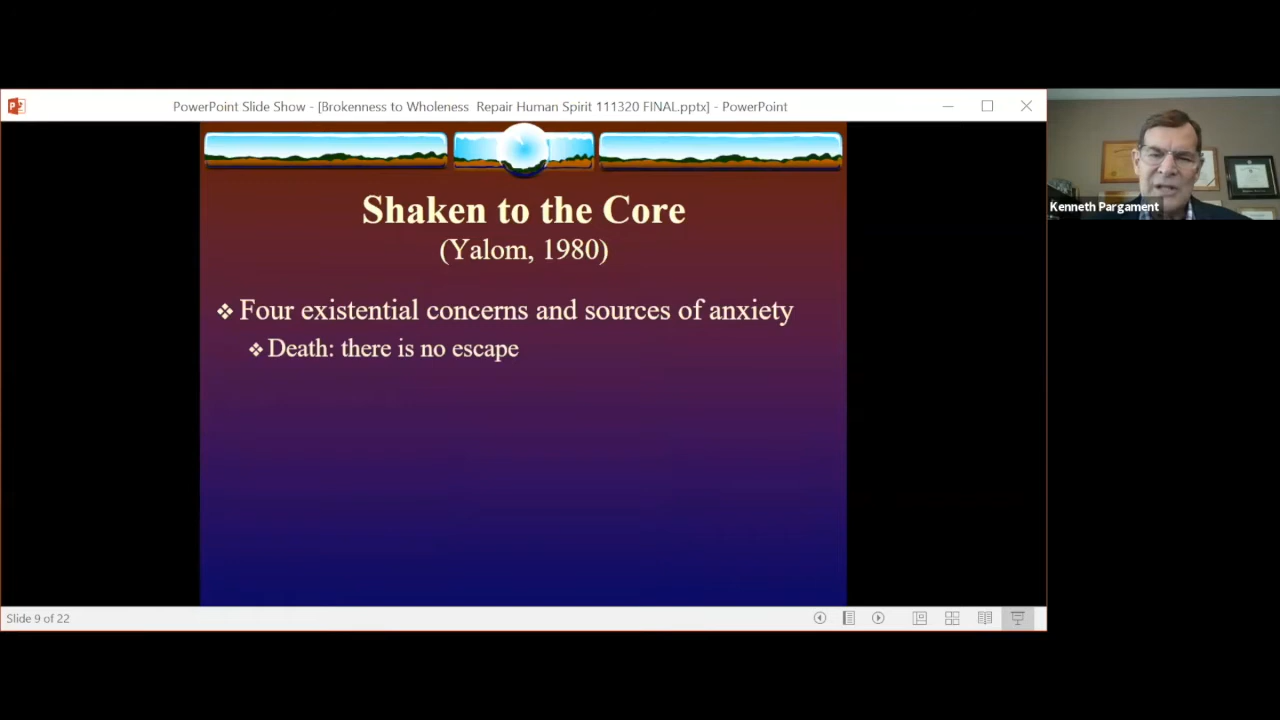 PowerPoint Slide Show - [Brokenness to Wholeness  Repair Human Spirit 111320 FINAL.pptx] - PowerPoint
Shaken to the Core
(Yalom, 1980)
❖ Four existential concerns and sources of anxiety
❖ Death: there is no escape
Kenneth Pargament
Slide 9 of 22